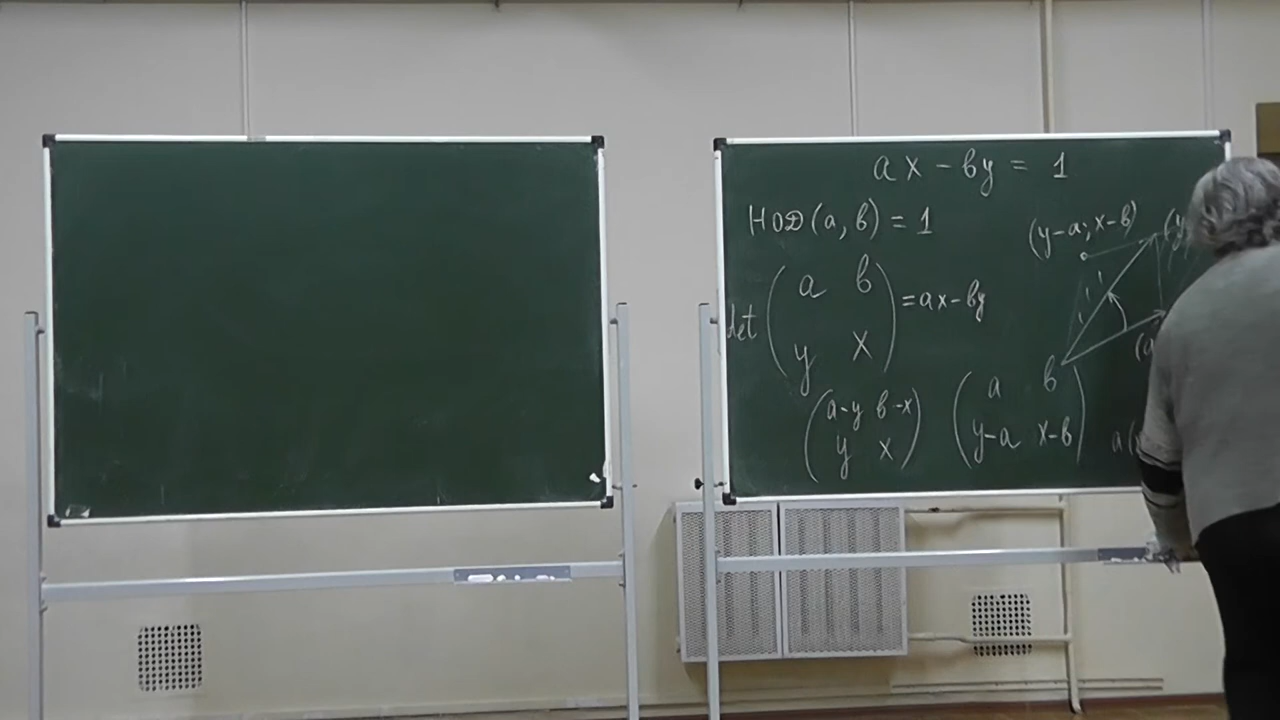 ax - by = 1
НОД(a, b) = 1
(y-a; x-b)
det ( a b
y x ) = ax - by
( a-y b-x
y x )
( a b
y-a x-b )